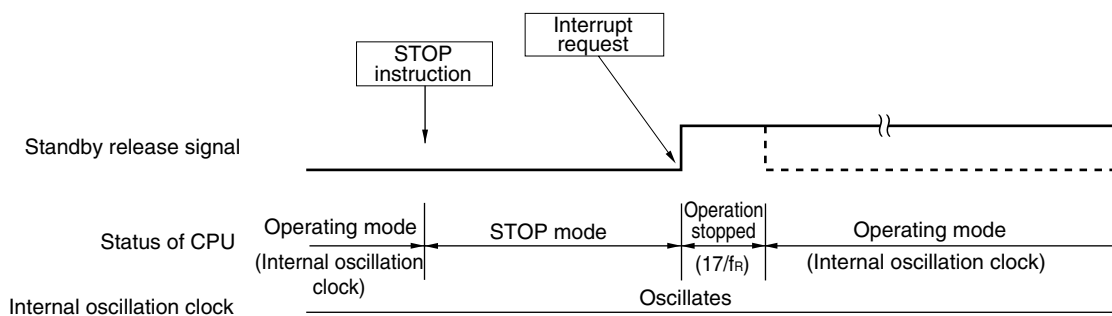 Interrupt
request
STOP
instruction
Standby release signal
Operation
stopped
Operating mode
STOP mode
Operating mode
Status of CPU
(Internal oscillation
clock)
(17/fR)
(Internal oscillation clock)
Oscillates
Internal oscillation clock